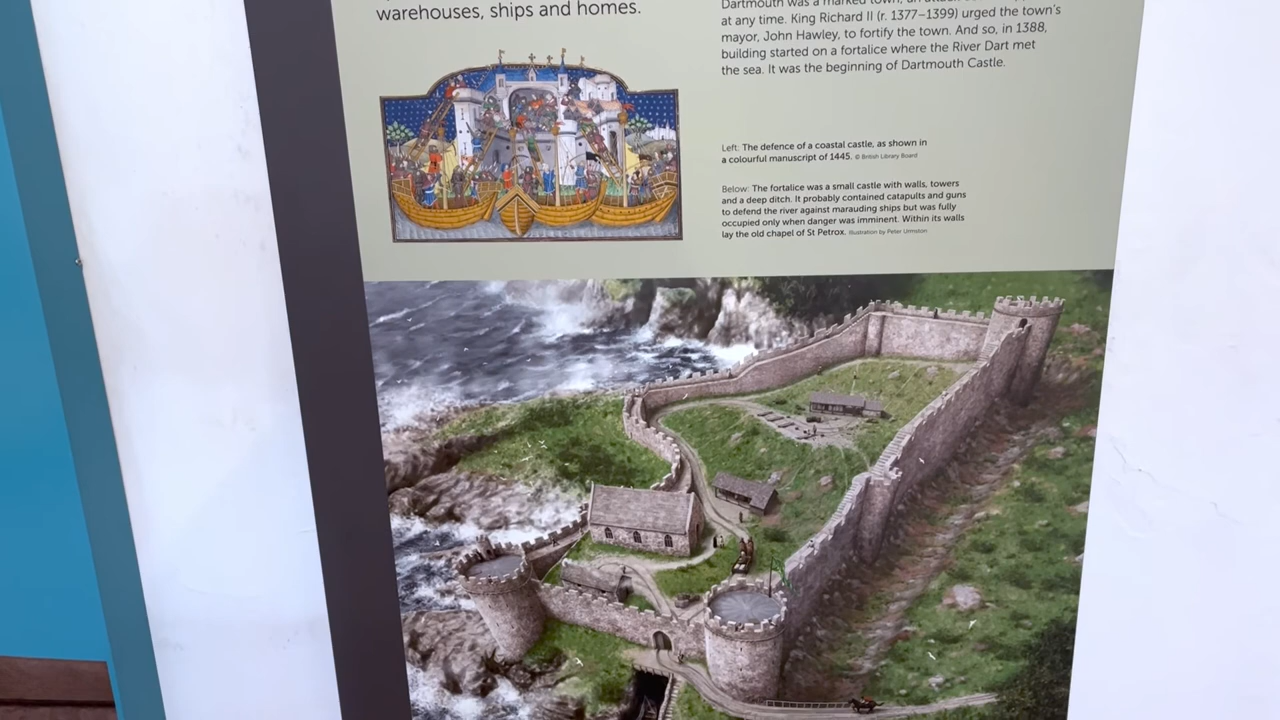 warehouses, ships and homes.
Dartmouth was a marked town, an attack
at any time. King Richard II (r. 1377–1399) urged the town's
mayor, John Hawley, to fortify the town. And so, in 1388,
building started on a fortalice where the River Dart met
the sea. It was the beginning of Dartmouth Castle.
Left: The defence of a coastal castle, as shown in
a colourful manuscript of 1445. © British Library Board
Below: The fortalice was a small castle with walls, towers
and a deep ditch. It probably contained catapults and guns
to defend the river against marauding ships but was fully
occupied only when danger was imminent. Within its walls
lay the old chapel of St Petrox. Illustration by Peter Urmston